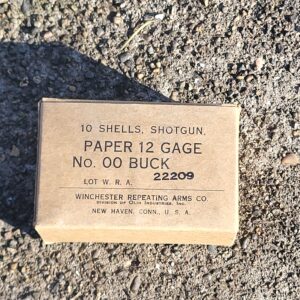 10 SHELLS, SHOTGUN,
PAPER 12 GAGE
No. 00 BUCK
LOT W. R. A. 22209
WINCHESTER REPEATING ARMS CO.
DIVISION OF OLIN INDUSTRIES, INC.
NEW HAVEN, CONN., U. S. A.